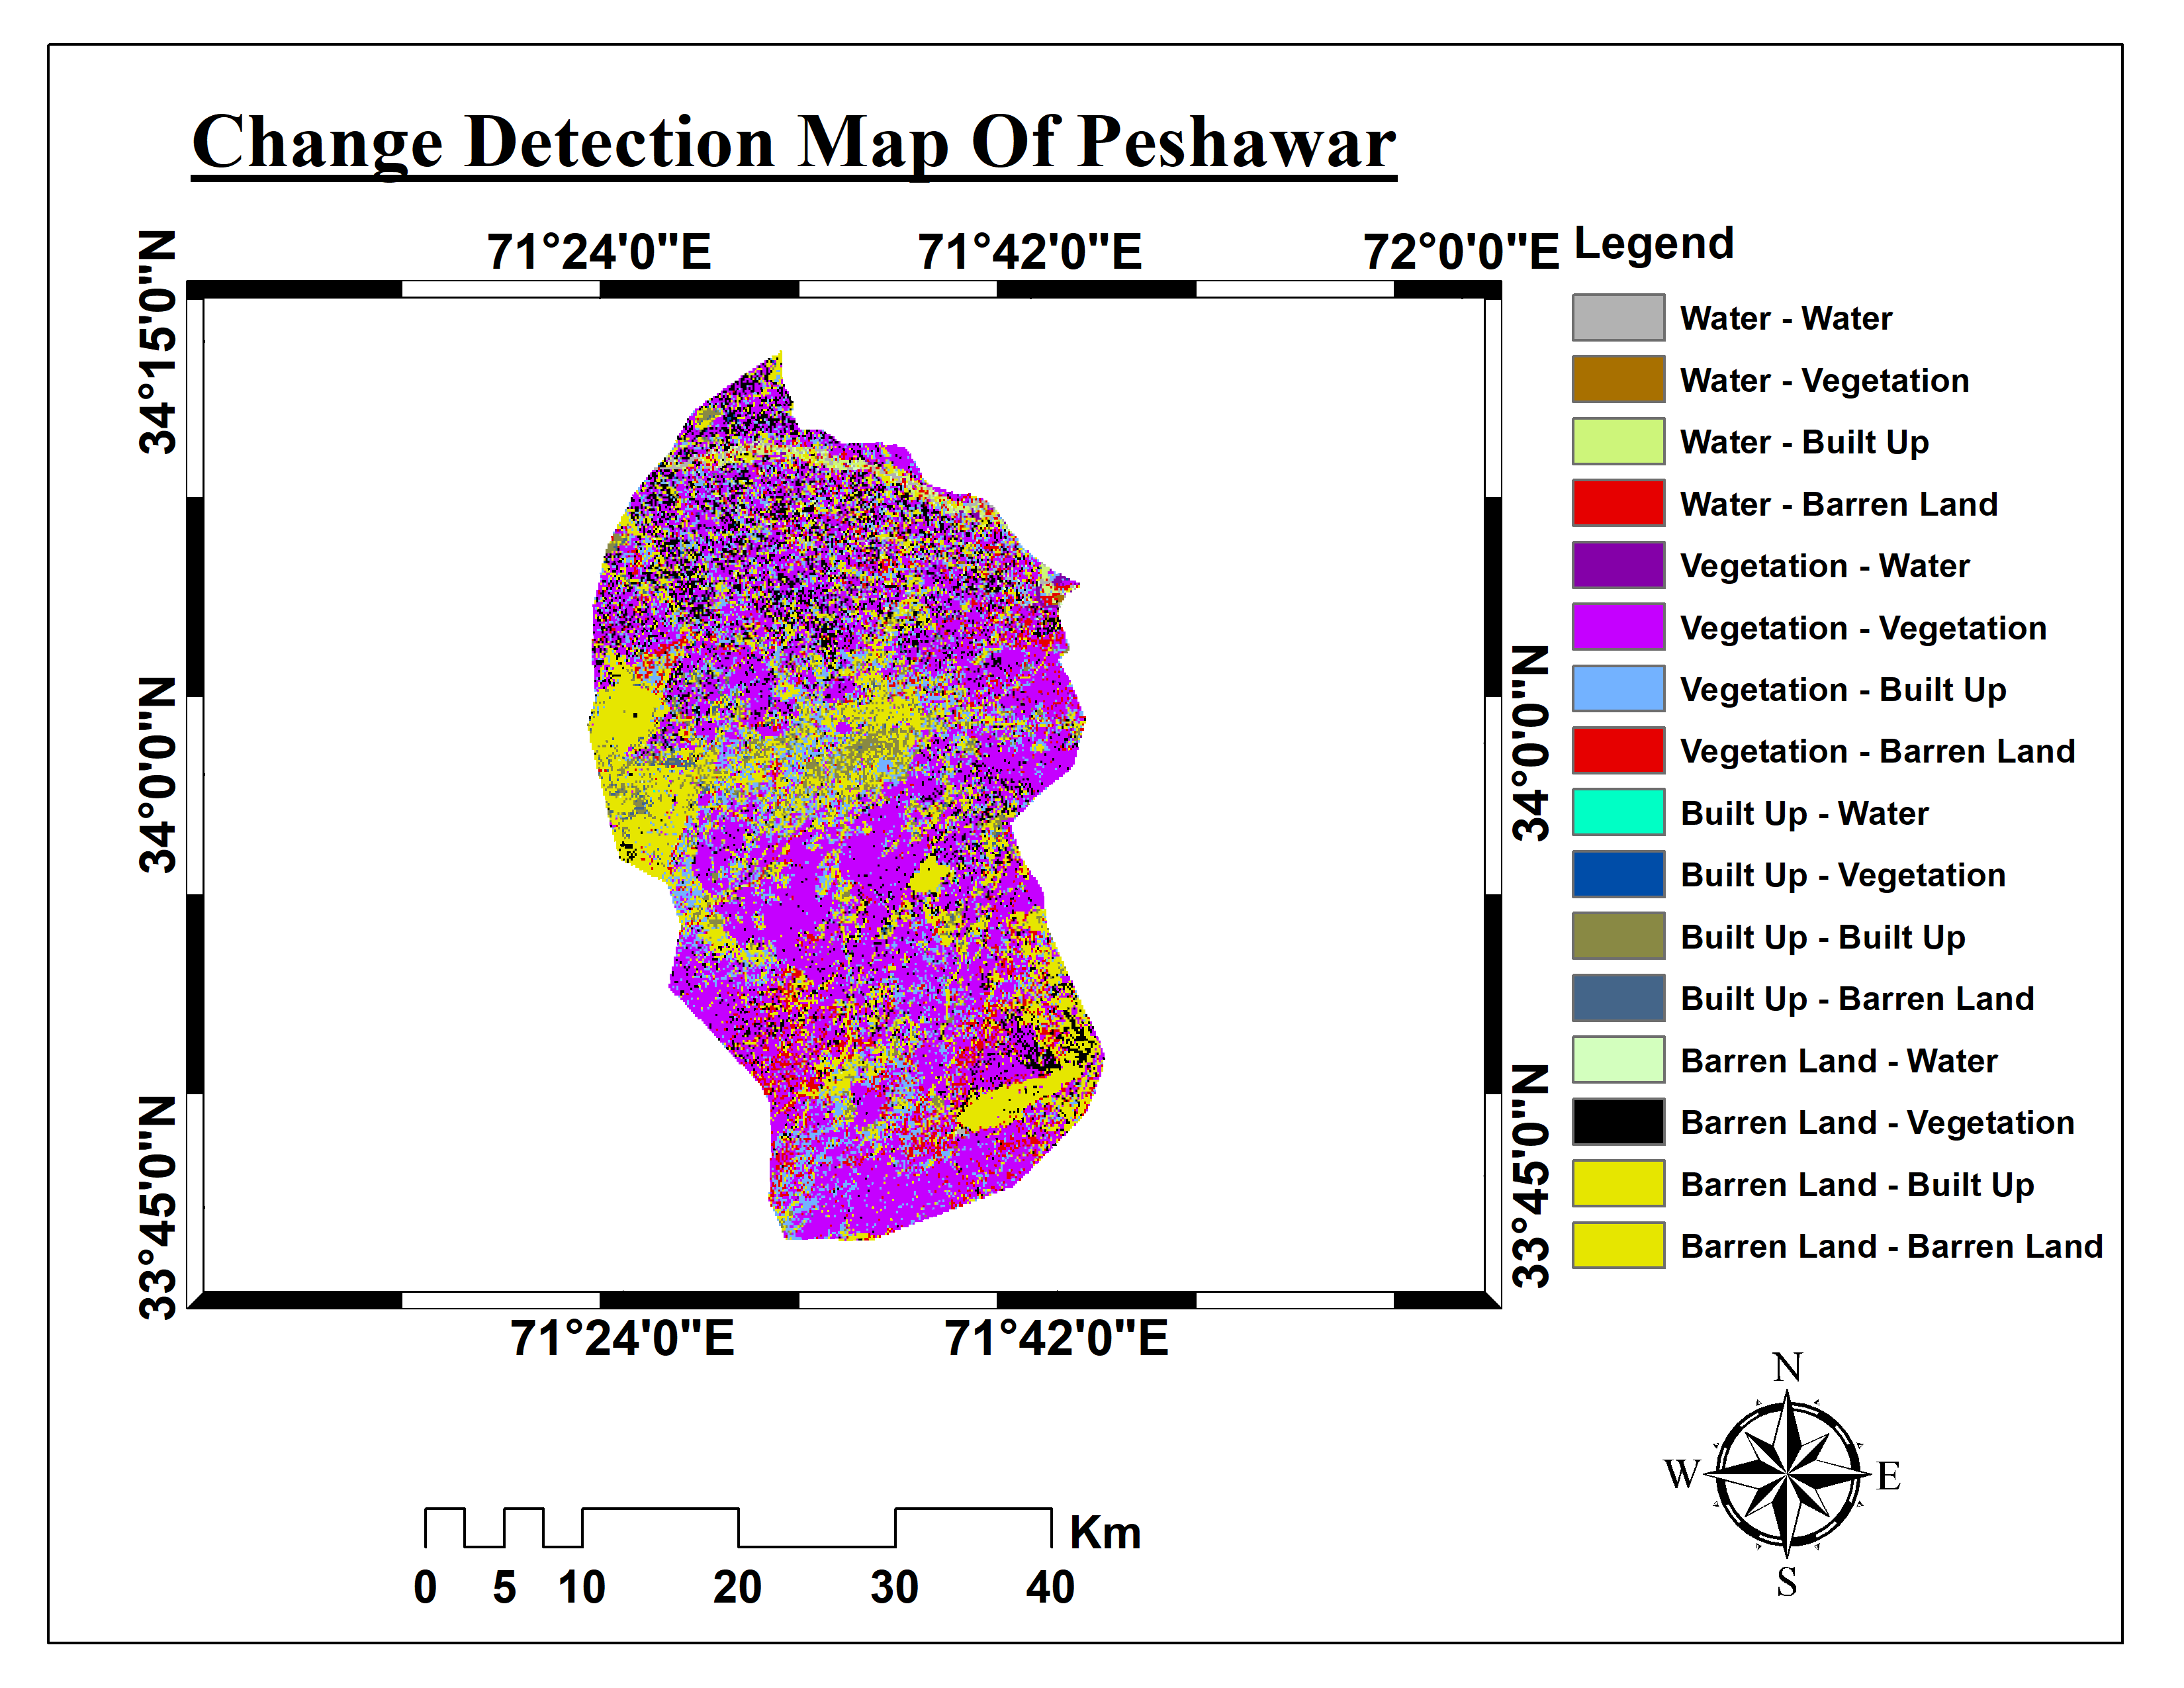 Change Detection Map Of Peshawar
71°24'0"E
71°42'0"E
72°0'0"E
34°15'0"N
34°0'0"N
33°45'0"N
34°0'0"N
33°45'0"N
71°24'0"E
71°42'0"E
Legend
Water - Water
Water - Vegetation
Water - Built Up
Water - Barren Land
Vegetation - Water
Vegetation - Vegetation
Vegetation - Built Up
Vegetation - Barren Land
Built Up - Water
Built Up - Vegetation
Built Up - Built Up
Built Up - Barren Land
Barren Land - Water
Barren Land - Vegetation
Barren Land - Built Up
Barren Land - Barren Land
N
W
E
S
Km
0 5 10 20 30 40